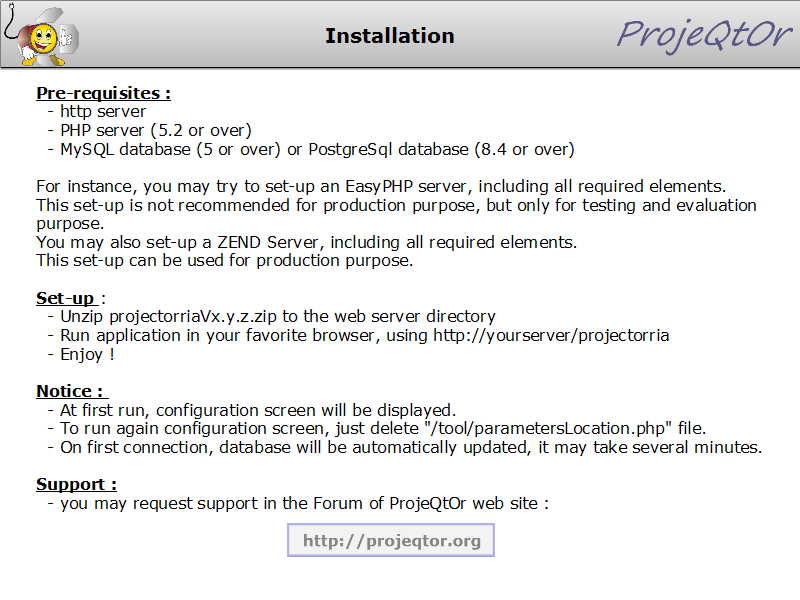 Installation
ProjeQtOr
Pre-requisites :
- http server
- PHP server (5.2 or over)
- MySQL database (5 or over) or PostgreSql database (8.4 or over)
For instance, you may try to set-up an EasyPHP server, including all required elements.
This set-up is not recommended for production purpose, but only for testing and evaluation
purpose.
You may also set-up a ZEND Server, including all required elements.
This set-up can be used for production purpose.
Set-up :
- Unzip projectorriaVx.y.z.zip to the web server directory
- Run application in your favorite browser, using http://yourserver/projectorria
- Enjoy !
Notice :
- At first run, configuration screen will be displayed.
- To run again configuration screen, just delete "/tool/parametersLocation.php" file.
- On first connection, database will be automatically updated, it may take several minutes.
Support :
- you may request support in the Forum of ProjeQtOr web site :
http://projeqtor.org